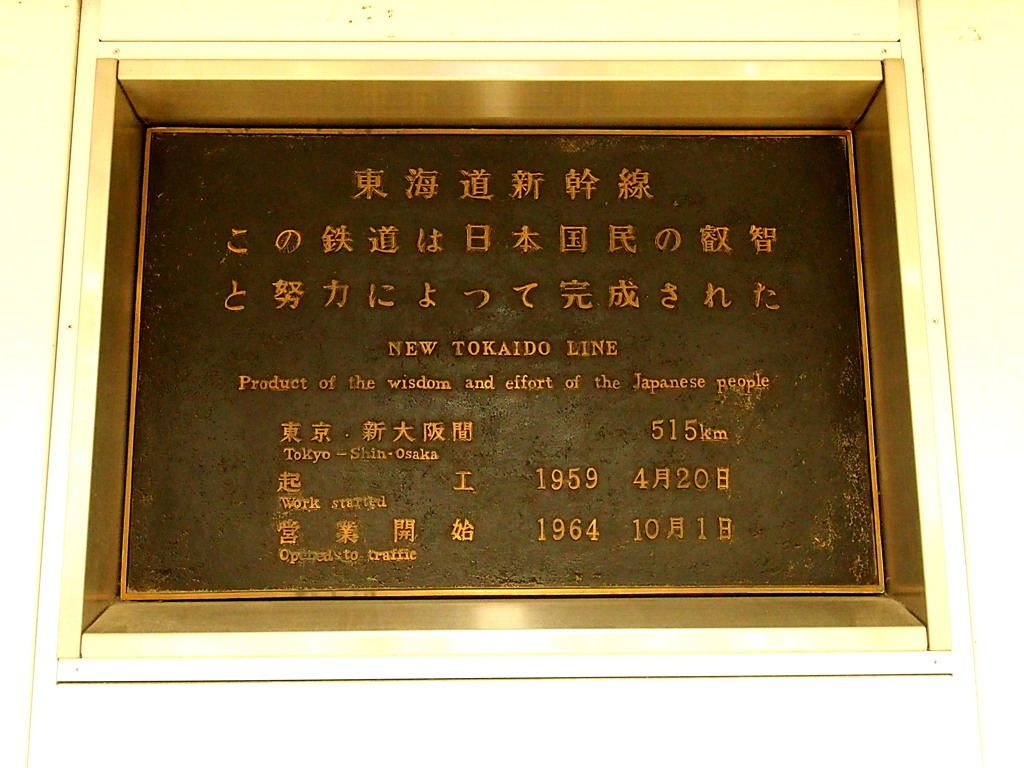 東海道新幹線
この鉄道は日本国民の叡智
と努力によって完成された
NEW TOKAIDO LINE
Product of the wisdom and effort of the Japanese people
東京・新大阪間 515km
Tokyo – Shin-Osaka
起 工 1959 4月20日
Work started
営業開始 1964 10月1日
Opened to traffic